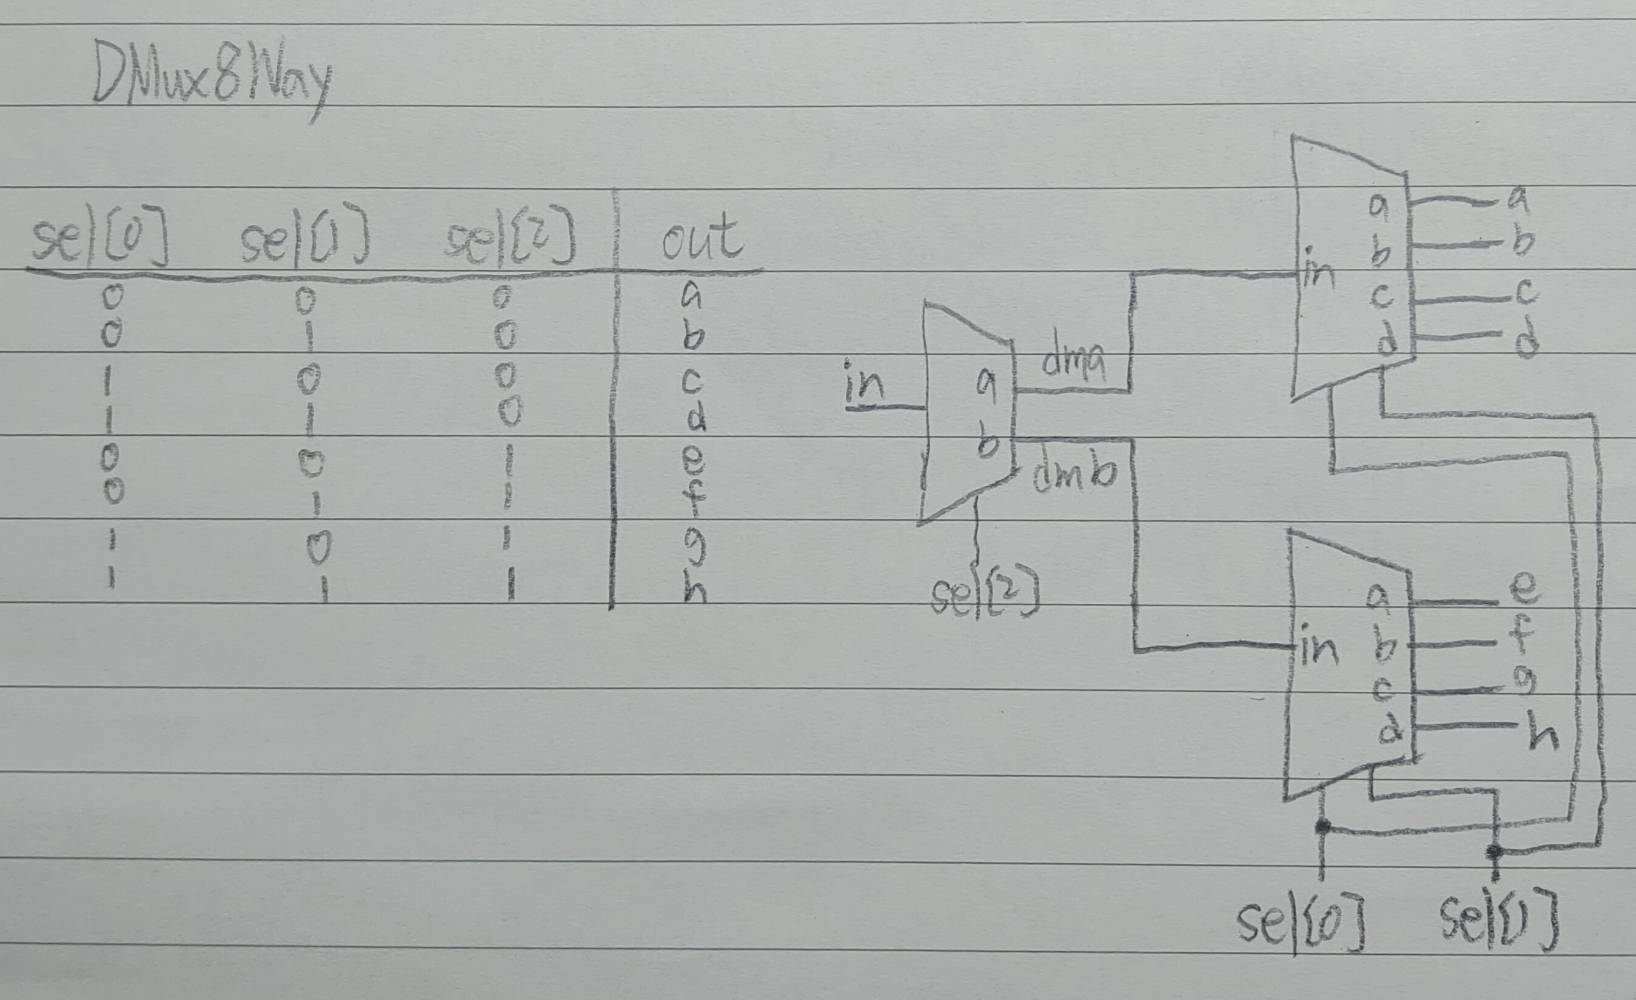 DMux8Way
sel[0] sel[1] sel[2] out
0 0 0 a
0 1 0 b
1 0 0 c
1 1 0 d
0 0 1 e
0 1 1 f
1 0 1 g
1 1 1 h
in
a
b
dma
dmb
sel[2]
in
a a
b b
c c
d d
in
a e
b f
c g
d h
sel[0] sel[1]